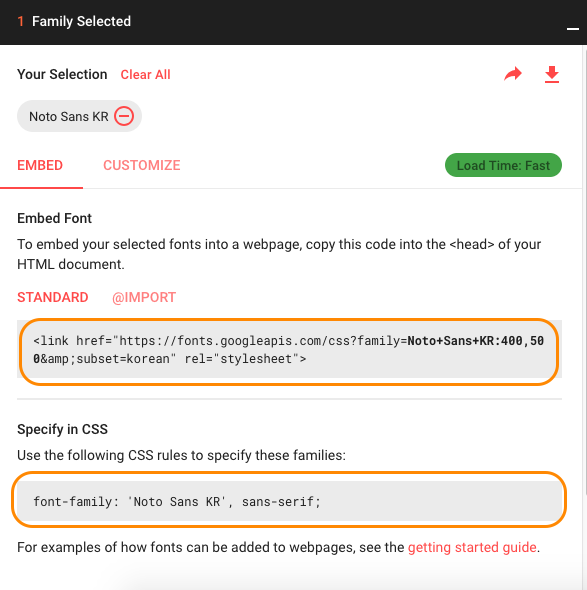 1 Family Selected
Your Selection Clear All
Noto Sans KR
EMBED CUSTOMIZE Load Time: Fast
Embed Font
To embed your selected fonts into a webpage, copy this code into the <head> of your
HTML document.
STANDARD @IMPORT
<link href="https://fonts.googleapis.com/css?family=Noto+Sans+KR:400,50
0&amp;subset=korean" rel="stylesheet">
Specify in CSS
Use the following CSS rules to specify these families:
font-family: 'Noto Sans KR', sans-serif;
For examples of how fonts can be added to webpages, see the getting started guide.